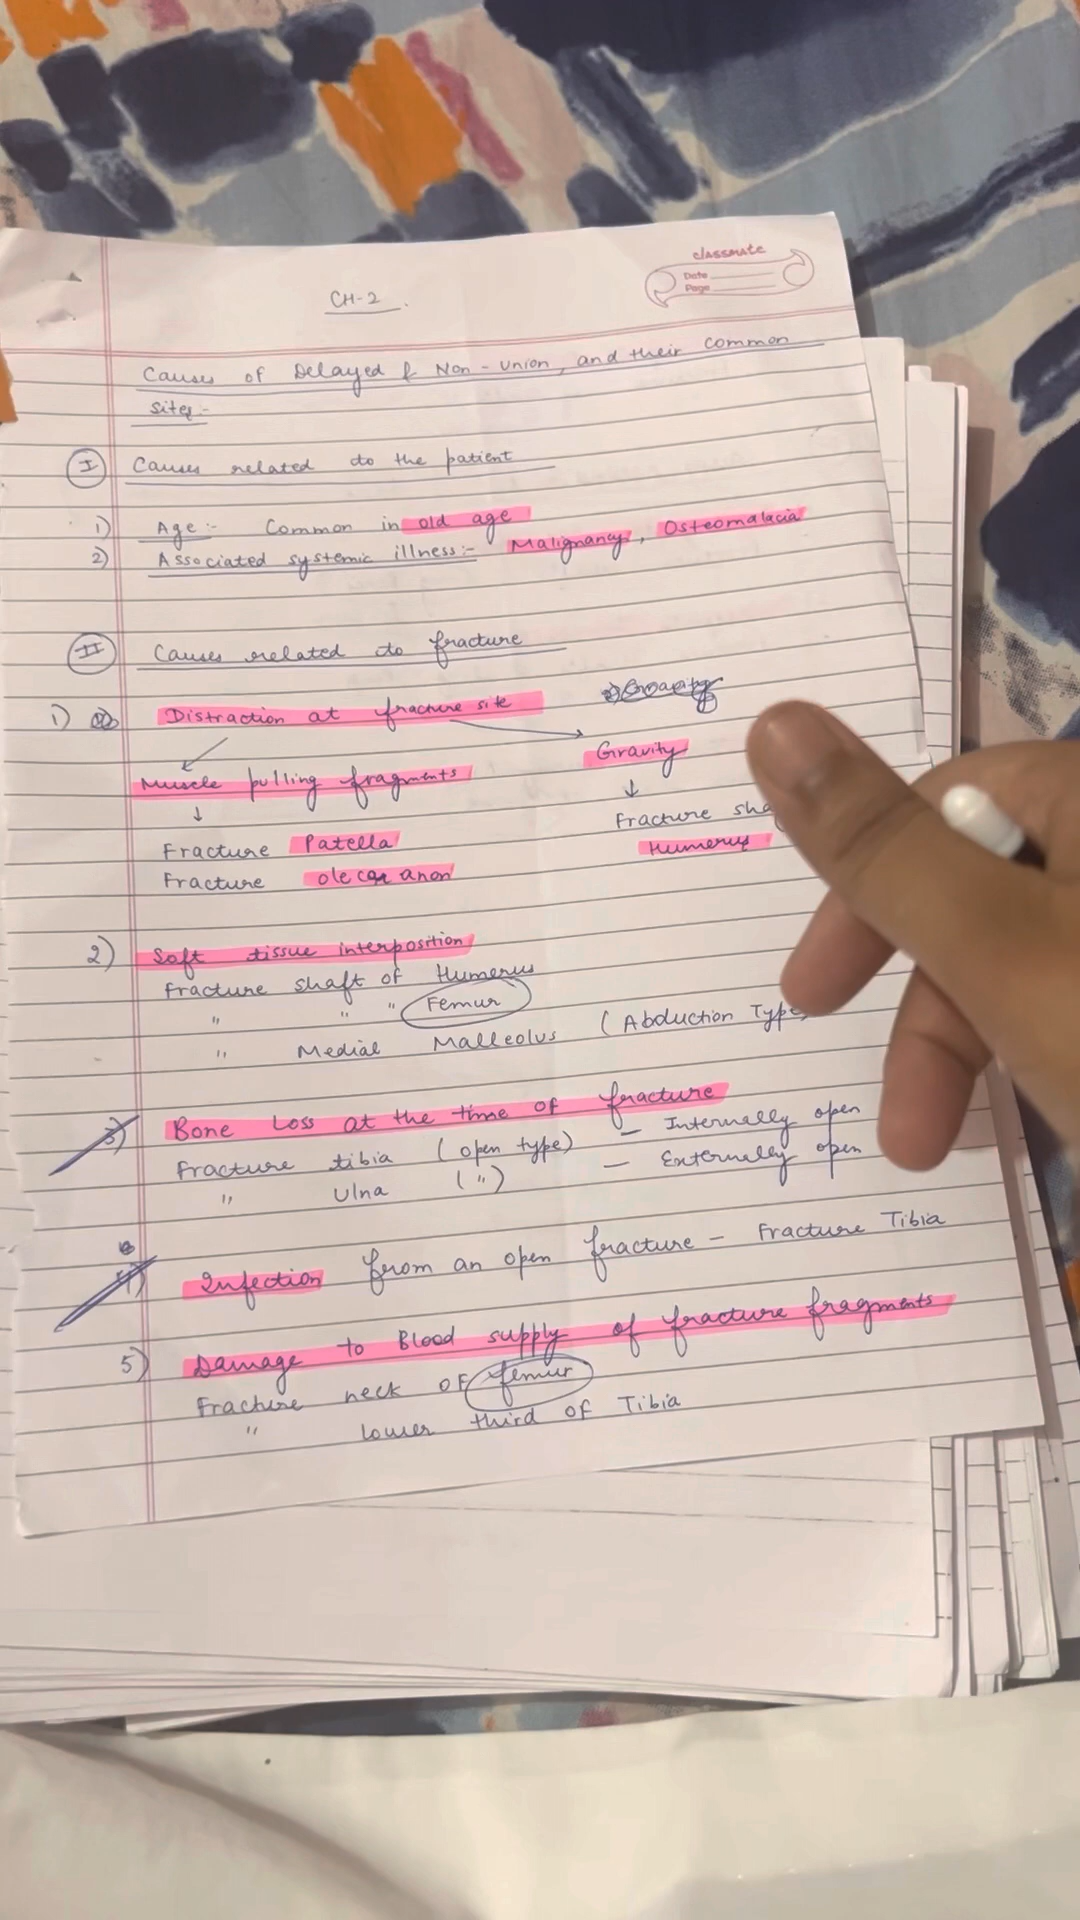 classmate
Date
Page
CH-2.
Causes of Delayed & Non-Union, and their common
sites:-
I Causes related to the patient
1) Age:- Common in old age
2) Associated systemic illness:- Malignancy, Osteomalacia
II Causes related to fracture
1) Distraction at fracture site
Muscle pulling fragments
Gravity
Fracture Patella
Fracture olecranon
Fracture
Humerus
2) Soft tissue interposition
Fracture shaft of Humerus
" " " Femur
" Medial Malleolus (Abduction Type
3) Bone Loss at the time of fracture
Fracture tibia (open type) – Internally open
" Ulna (") – Externally open
4) Infection from an open fracture – Fracture Tibia
5) Damage to Blood supply of fracture fragments
Fracture neck of femur
" lower third of Tibia